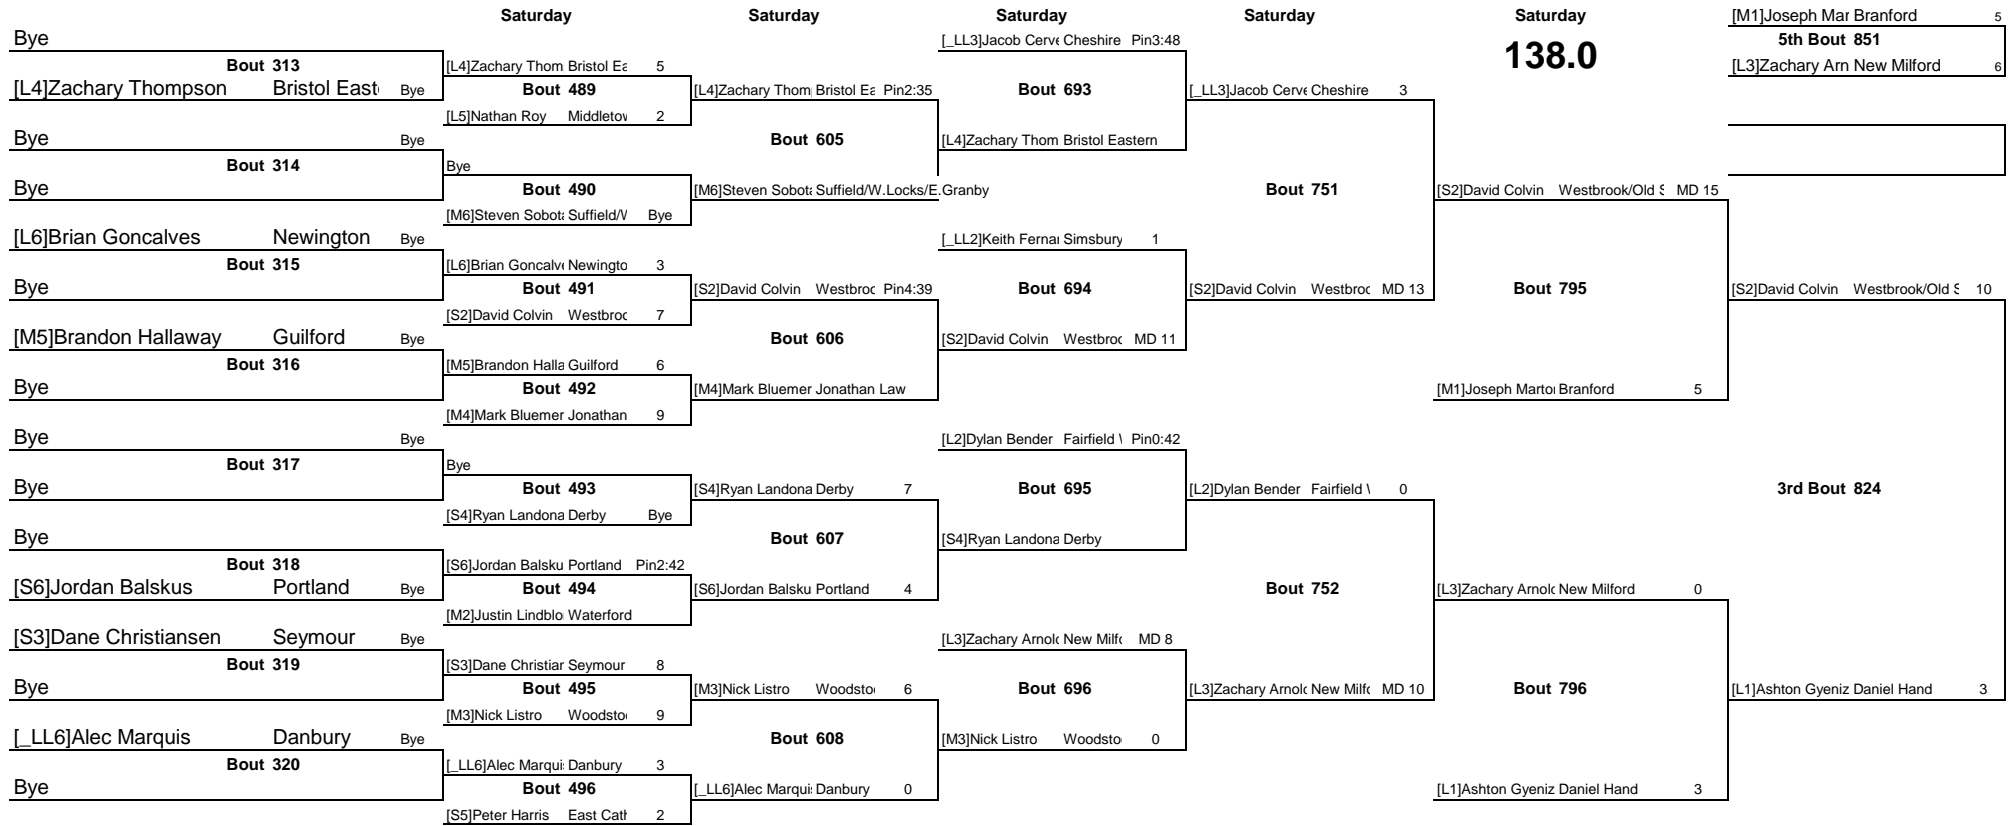 Saturday Saturday Saturday Saturday Saturday [M1]Joseph Mar Branford 5
Bye [_LL3]Jacob Cerve Cheshire Pin3:48 138.0 5th Bout 851
Bout 313 [L4]Zachary Thom Bristol Ea 5 [L3]Zachary Arn New Milford 6
[L4]Zachary Thompson Bristol East Bye Bout 489 [L4]Zachary Thom Bristol Ea Pin2:35 Bout 693 [_LL3]Jacob Cerve Cheshire 3
[L5]Nathan Roy Middletov 2
Bye Bye Bout 605 [L4]Zachary Thom Bristol Eastern
Bout 314 Bye
Bye Bout 490 [M6]Steven Sobota Suffield/W.Locks/E.Granby Bout 751 [S2]David Colvin Westbrook/Old S MD 15
[M6]Steven Sobota Suffield/V Bye
[L6]Brian Goncalves Newington Bye [_LL2]Keith Fernan Simsbury 1
Bout 315 [L6]Brian Goncalve Newingto 3
Bye Bout 491 [S2]David Colvin Westbroc Pin4:39 Bout 694 [S2]David Colvin Westbroc MD 13 Bout 795 [S2]David Colvin Westbrook/Old S 10
[S2]David Colvin Westbroc 7
[M5]Brandon Hallaway Guilford Bye Bout 606 [S2]David Colvin Westbroc MD 11
Bout 316 [M5]Brandon Halla Guilford 6
Bye Bout 492 [M4]Mark Bluemer Jonathan Law [M1]Joseph Martor Branford 5
[M4]Mark Bluemer Jonathan 9
Bye Bye [L2]Dylan Bender Fairfield \ Pin0:42
Bout 317 Bye
Bye Bout 493 [S4]Ryan Landona Derby 7 Bout 695 [L2]Dylan Bender Fairfield \ 0 3rd Bout 824
[S4]Ryan Landona Derby Bye
Bye Bout 607 [S4]Ryan Landona Derby
Bout 318 [S6]Jordan Balsku Portland Pin2:42
[S6]Jordan Balskus Portland Bye Bout 494 [S6]Jordan Balsku Portland 4 Bout 752 [L3]Zachary Arnolc New Milford 0
[M2]Justin Lindblo Waterford
[S3]Dane Christiansen Seymour Bye [L3]Zachary Arnolc New Milfc MD 8
Bout 319 [S3]Dane Christiar Seymour 8
Bye Bout 495 [M3]Nick Listro Woodsto 6 Bout 696 [L3]Zachary Arnolc New Milfc MD 10 Bout 796 [L1]Ashton Gyeniz Daniel Hand 3
[M3]Nick Listro Woodsto 9
[_LL6]Alec Marquis Danbury Bye Bout 608 [M3]Nick Listro Woodsto 0
Bout 320 [_LL6]Alec Marqui Danbury 3
Bye Bout 496 [_LL6]Alec Marqui Danbury 0 [L1]Ashton Gyeniz Daniel Hand 3
[S5]Peter Harris East Cath 2